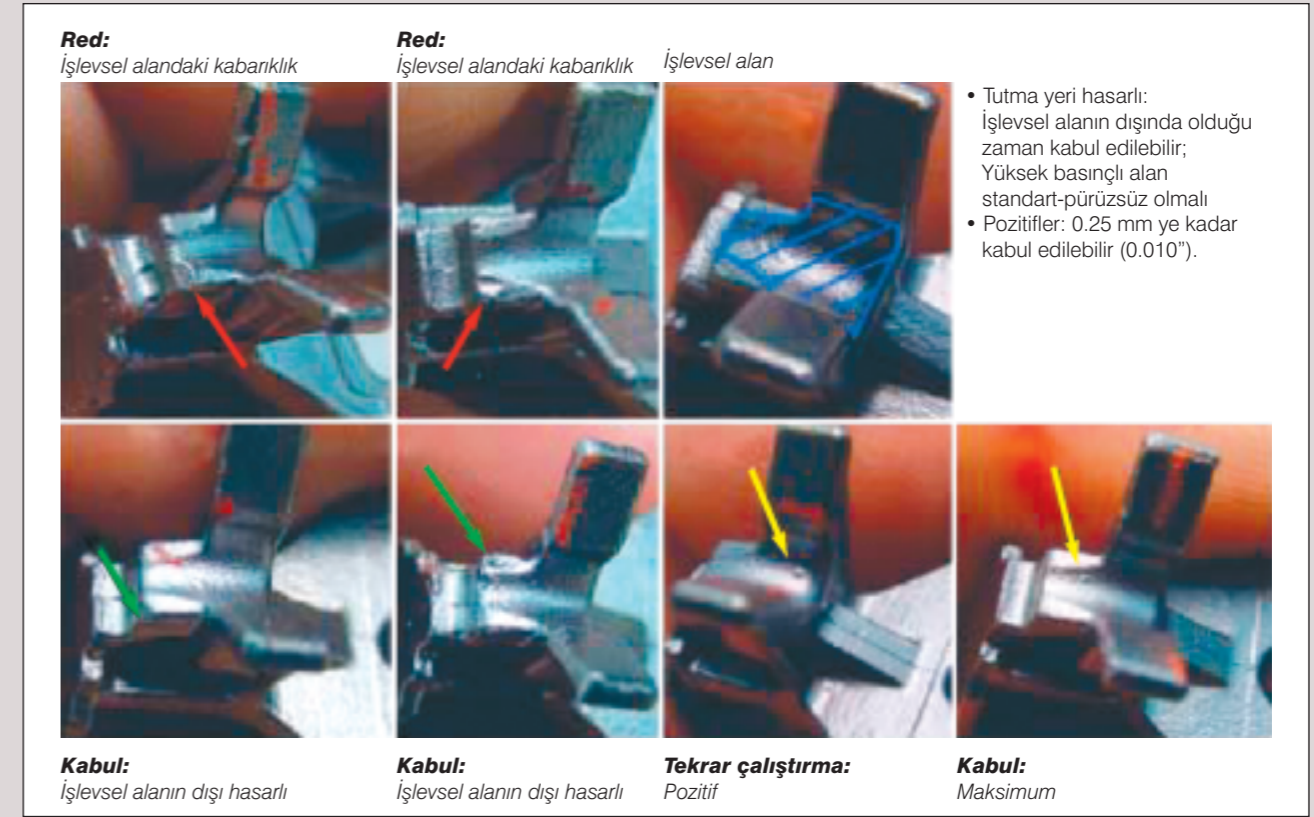 Red:
İşlevsel alandaki kabarıklık
Red:
İşlevsel alandaki kabarıklık
İşlevsel alan
• Tutma yeri hasarlı:
İşlevsel alanın dışında olduğu
zaman kabul edilebilir;
Yüksek basınçlı alan
standart-pürüzsüz olmalı
• Pozitifler: 0.25 mm ye kadar
kabul edilebilir (0.010”).
Kabul:
İşlevsel alanın dışı hasarlı
Kabul:
İşlevsel alanın dışı hasarlı
Tekrar çalıştırma:
Pozitif
Kabul:
Maksimum